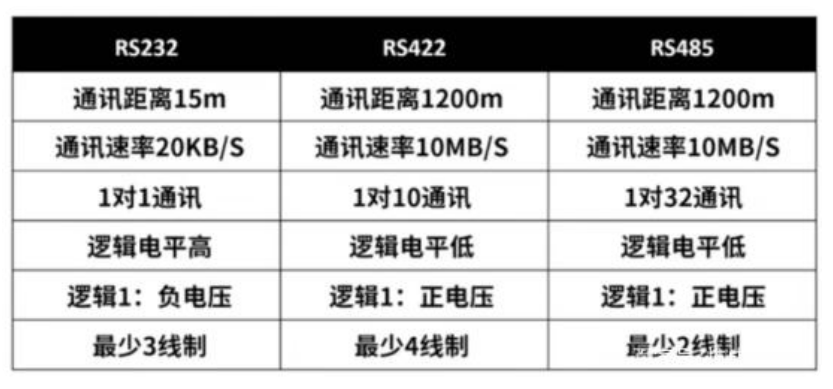 RS232 RS422 RS485
通讯距离15m 通讯距离1200m 通讯距离1200m
通讯速率20KB/S 通讯速率10MB/S 通讯速率10MB/S
1对1通讯 1对10通讯 1对32通讯
逻辑电平高 逻辑电平低 逻辑电平低
逻辑1：负电压 逻辑1：正电压 逻辑1：正电压
最少3线制 最少4线制 最少2线制